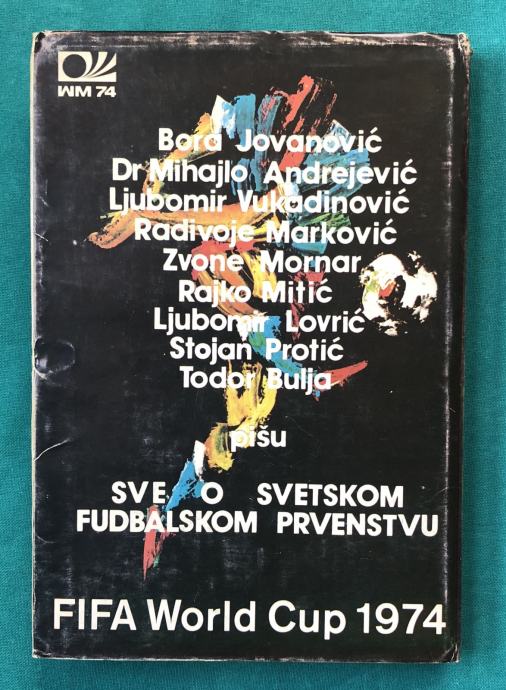 WM 74
Bora Jovanović
Dr Mihajlo Andrejević
Ljubomir Vukadinović
Radivoje Marković
Zvone Mornar
Rajko Mitić
Ljubomir Lovrić
Stojan Protić
Todor Bulja
pišu
SVE O SVETSKOM
FUDBALSKOM PRVENSTVU
FIFA World Cup 1974